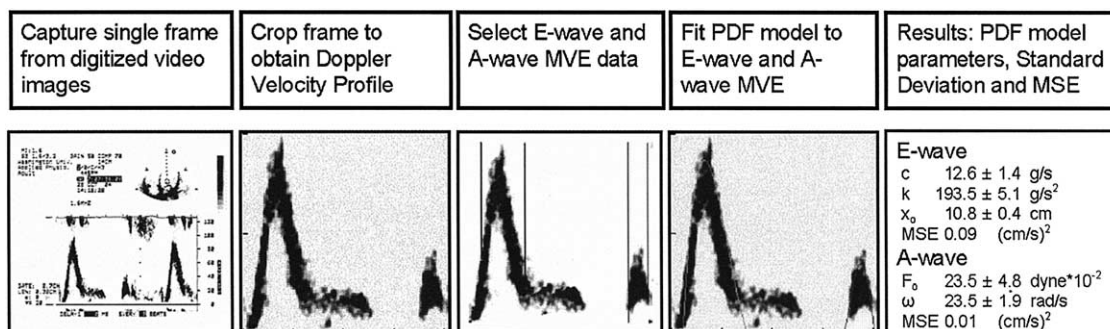 Capture single frame
from digitized video
images
Crop frame to
obtain Doppler
Velocity Profile
Select E-wave and
A-wave MVE data
Fit PDF model to
E-wave and A-
wave MVE
Results: PDF model
parameters, Standard
Deviation and MSE
E-wave
c 12.6 ± 1.4 g/s
k 193.5 ± 5.1 g/s²
xₒ 10.8 ± 0.4 cm
MSE 0.09 (cm/s)²
A-wave
Fₒ 23.5 ± 4.8 dyne*10⁻²
ω 23.5 ± 1.9 rad/s
MSE 0.01 (cm/s)²